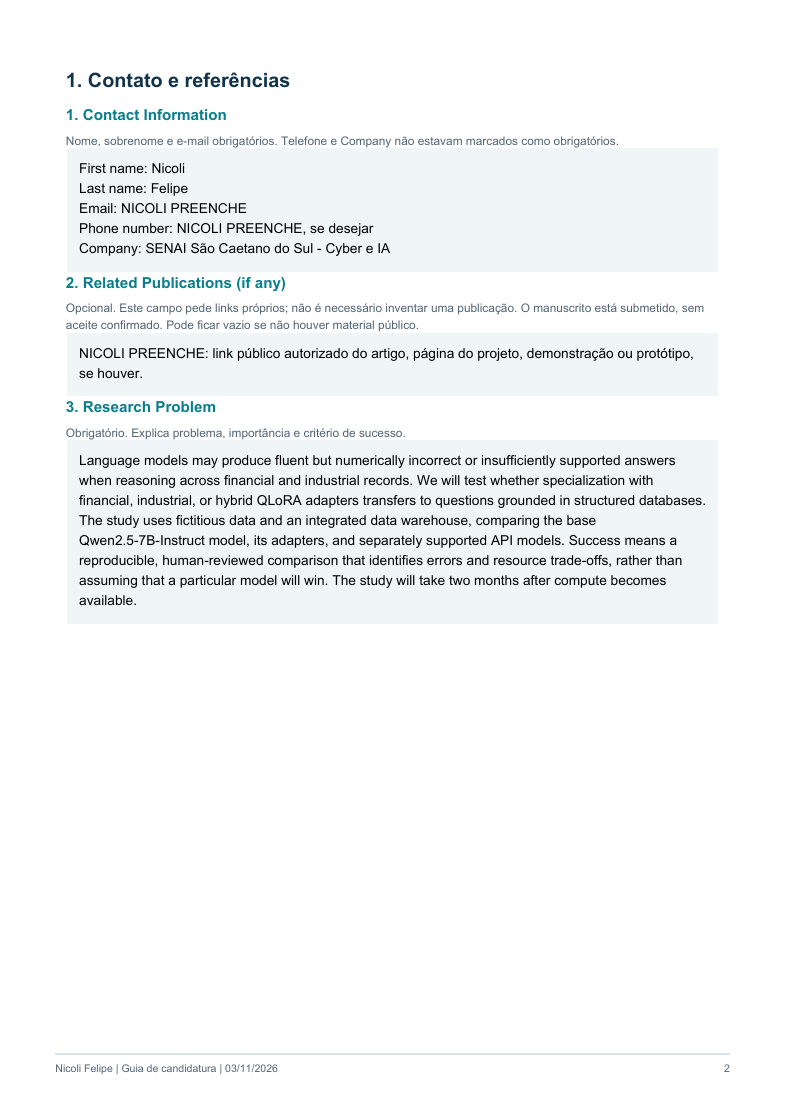 1. Contato e referências
1. Contact Information
Nome, sobrenome e e-mail obrigatórios. Telefone e Company não estavam marcados como obrigatórios.
First name: Nicoli
Last name: Felipe
Email: NICOLI PREENCHE
Phone number: NICOLI PREENCHE, se desejar
Company: SENAI São Caetano do Sul - Cyber e IA
2. Related Publications (if any)
Opcional. Este campo pede links próprios; não é necessário inventar uma publicação. O manuscrito está submetido, sem
aceite confirmado. Pode ficar vazio se não houver material público.
NICOLI PREENCHE: link público autorizado do artigo, página do projeto, demonstração ou protótipo,
se houver.
3. Research Problem
Obrigatório. Explica problema, importância e critério de sucesso.
Language models may produce fluent but numerically incorrect or insufficiently supported answers
when reasoning across financial and industrial records. We will test whether specialization with
financial, industrial, or hybrid QLoRA adapters transfers to questions grounded in structured databases.
The study uses fictitious data and an integrated data warehouse, comparing the base
Qwen2.5-7B-Instruct model, its adapters, and separately supported API models. Success means a
reproducible, human-reviewed comparison that identifies errors and resource trade-offs, rather than
assuming that a particular model will win. The study will take two months after compute becomes
available.
Nicoli Felipe | Guia de candidatura | 03/11/2026
2